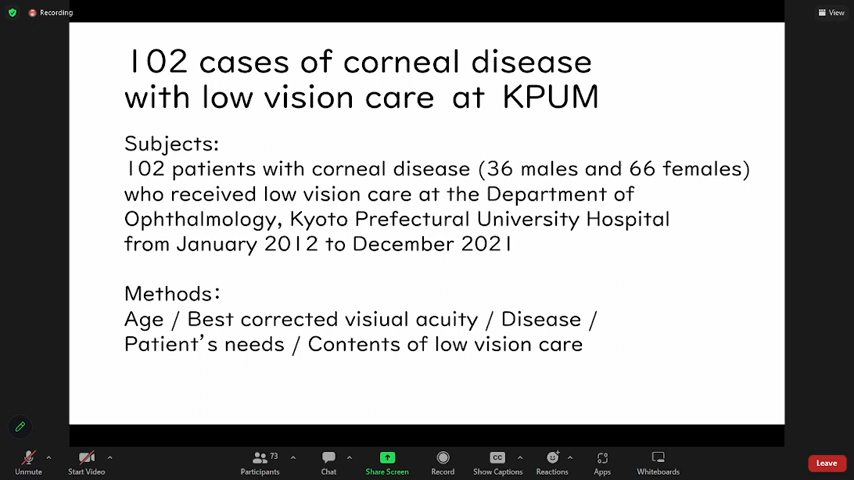 Recording
View
102 cases of corneal disease
with low vision care at KPUM
Subjects:
102 patients with corneal disease (36 males and 66 females)
who received low vision care at the Department of
Ophthalmology, Kyoto Prefectural University Hospital
from January 2012 to December 2021
Methods:
Age / Best corrected visiual acuity / Disease /
Patient's needs / Contents of low vision care
73
CC
Unmute Start Video Participants Chat Share Screen Record Show Captions Reactions Apps Whiteboards Leave